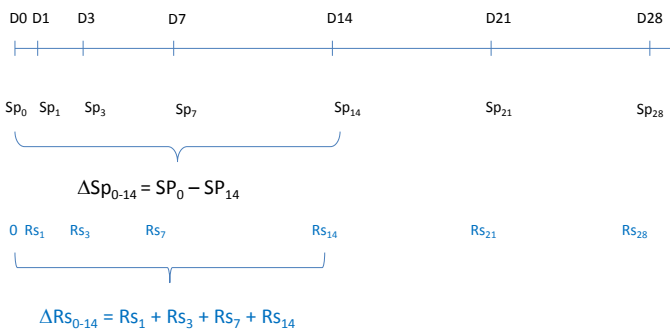 D0 D1 D3 D7 D14 D21 D28
Sp₀ Sp₁ Sp₃ Sp₇ Sp₁₄ Sp₂₁ Sp₂₈
ΔSp₀₋₁₄ = SP₀ – SP₁₄
0 Rs₁ Rs₃ Rs₇ Rs₁₄ Rs₂₁ Rs₂₈
ΔRs₀₋₁₄ = Rs₁ + Rs₃ + Rs₇ + Rs₁₄